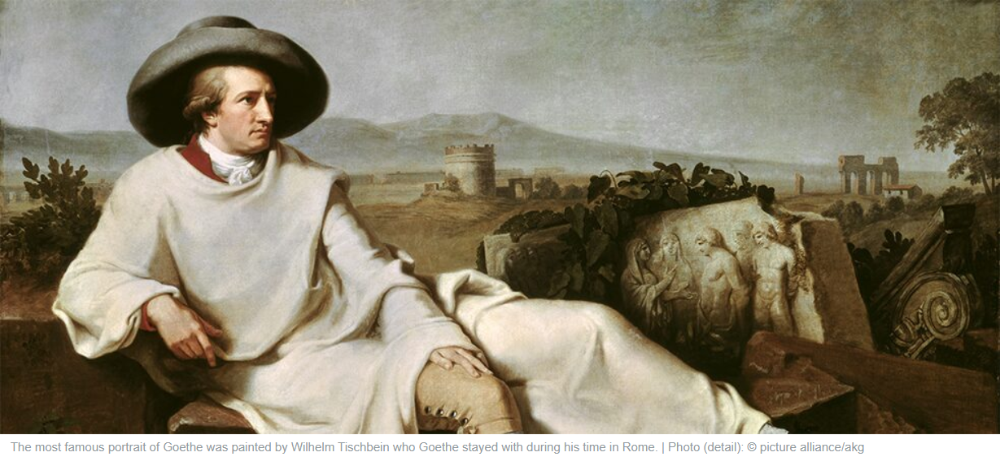 The most famous portrait of Goethe was painted by Wilhelm Tischbein who Goethe stayed with during his time in Rome. | Photo (detail): © picture alliance/akg